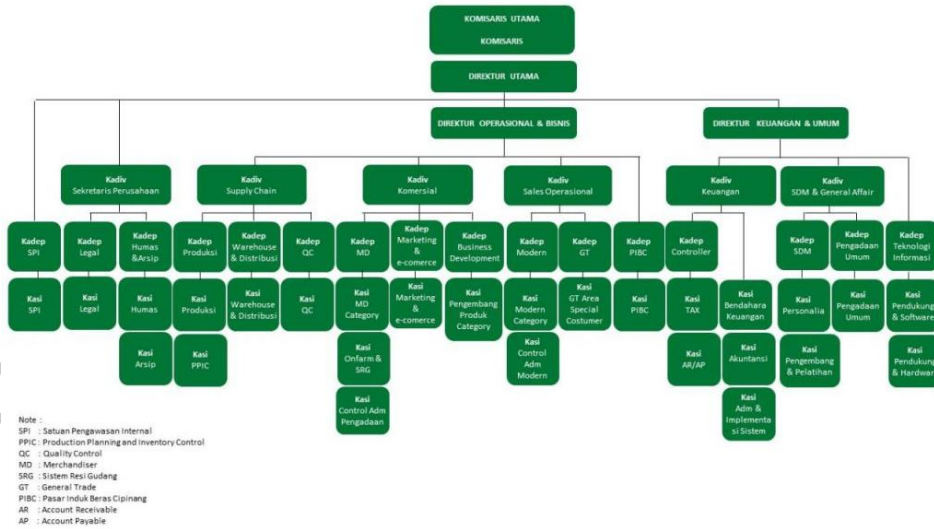 KOMISARIS UTAMA
KOMISARIS
DIREKTUR UTAMA
DIREKTUR OPERASIONAL & BISNIS
DIREKTUR KEUANGAN & UMUM
Kadiv
Sekretaris Perusahaan
Kadiv
Supply Chain
Kadiv
Komersial
Kadiv
Sales Operasional
Kadiv
Keuangan
Kadiv
SDM & General Affair
Kadep
SPI
Kadep
Legal
Kadep
Humas
&Arsip
Kadep
Produksi
Kadep
Warehouse
& Distribusi
Kadep
QC
Kadep
MD
Kadep
Marketing
&
e-comerce
Kadep
Business
Development
Kadep
Modern
Kadep
GT
Kadep
PIBC
Kadep
Controller
Kadep
SDM
Kadep
Pengadaan
Umum
Kadep
Teknologi
Informasi
Kasi
SPI
Kasi
Legal
Kasi
Humas
Kasi
Produksi
Kasi
Warehouse
& Distribusi
Kasi
QC
Kasi
MD
Category
Kasi
Marketing
&
e-comerce
Kasi
Pengembang
Produk
Category
Kasi
Modern
Category
Kasi
GT Area
Special
Costumer
Kasi
PIBC
Kasi
TAX
Kasi
Bendahara
Keuangan
Kasi
Personalia
Kasi
Pengadaan
Umum
Kasi
Pendukung
& Software
Kasi
Arsip
Kasi
PPIC
Kasi
Onfarm &
SRG
Kasi
Control
Adm
Modern
Kasi
AR/AP
Kasi
Akuntansi
Kasi
Pengembang
& Pelatihan
Kasi
Pendukung
& Hardwar
Kasi
Control Adm
Pengadaan
Kasi
Adm &
Implementa
si Sistem
Note :
SPI : Satuan Pengawasan Internal
PPIC : Production Planning and Inventory Control
QC : Quality Control
MD : Merchandiser
SRG : Sistem Resi Gudang
GT : General Trade
PIBC : Pasar Induk Beras Cipinang
AR : Account Receivable
AP : Account Payable